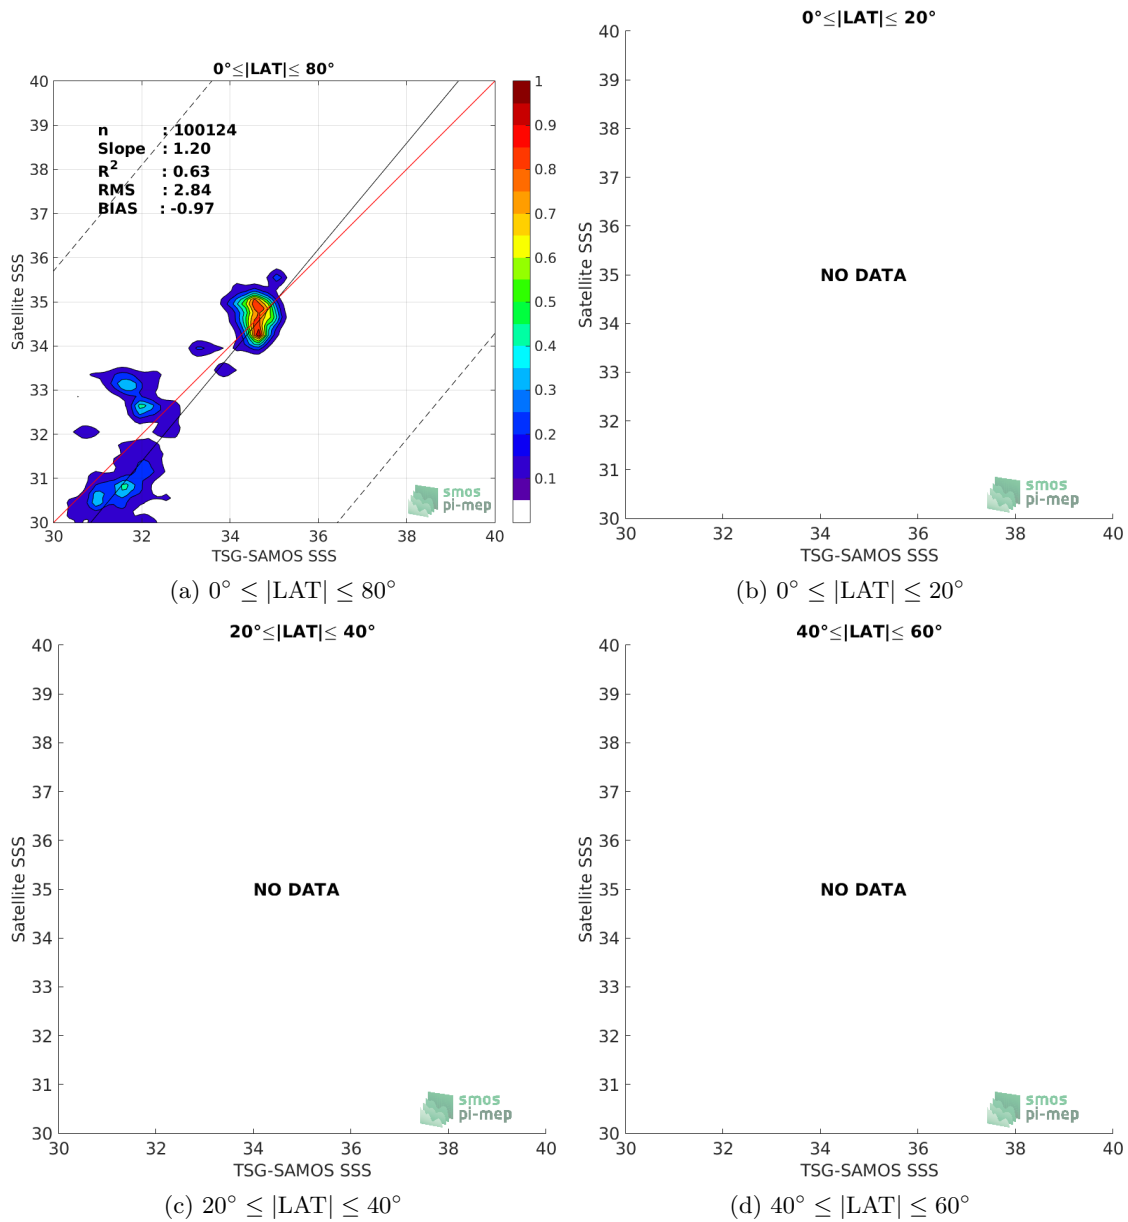 0°≤|LAT|≤ 80°
40
39
38
37
36
35
34
33
32
31
30
Satellite SSS
n : 100124
Slope : 1.20
R² : 0.63
RMS : 2.84
BIAS : -0.97
smos
pi-mep
30 32 34 36 38 40
TSG-SAMOS SSS
1
0.9
0.8
0.7
0.6
0.5
0.4
0.3
0.2
0.1
(a) 0° ≤ |LAT| ≤ 80°
0°≤|LAT|≤ 20°
40
39
38
37
36
35
34
33
32
31
30
Satellite SSS
NO DATA
smos
pi-mep
30 32 34 36 38 40
TSG-SAMOS SSS
(b) 0° ≤ |LAT| ≤ 20°
20°≤|LAT|≤ 40°
40
39
38
37
36
35
34
33
32
31
30
Satellite SSS
NO DATA
smos
pi-mep
30 32 34 36 38 40
TSG-SAMOS SSS
(c) 20° ≤ |LAT| ≤ 40°
40°≤|LAT|≤ 60°
40
39
38
37
36
35
34
33
32
31
30
Satellite SSS
NO DATA
smos
pi-mep
30 32 34 36 38 40
TSG-SAMOS SSS
(d) 40° ≤ |LAT| ≤ 60°